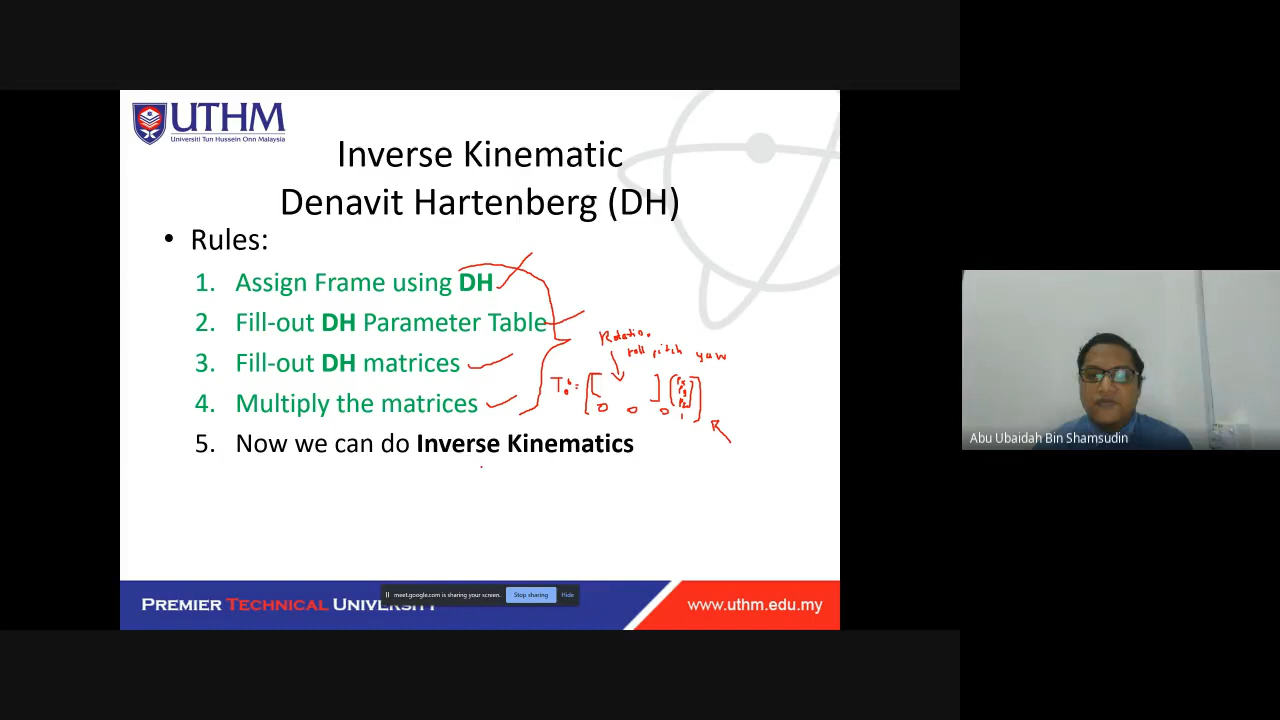 UTHM
Universiti Tun Hussein Onn Malaysia
Inverse Kinematic
Denavit Hartenberg (DH)
• Rules:
1. Assign Frame using DH
2. Fill-out DH Parameter Table
3. Fill-out DH matrices
4. Multiply the matrices
5. Now we can do Inverse Kinematics
roll pitch yaw
0 0 0 1
meet.google.com is sharing your screen. Stop sharing Hide
PREMIER TECHNICAL UNIVERSITY
www.uthm.edu.my
Abu Ubaidah Bin Shamsudin